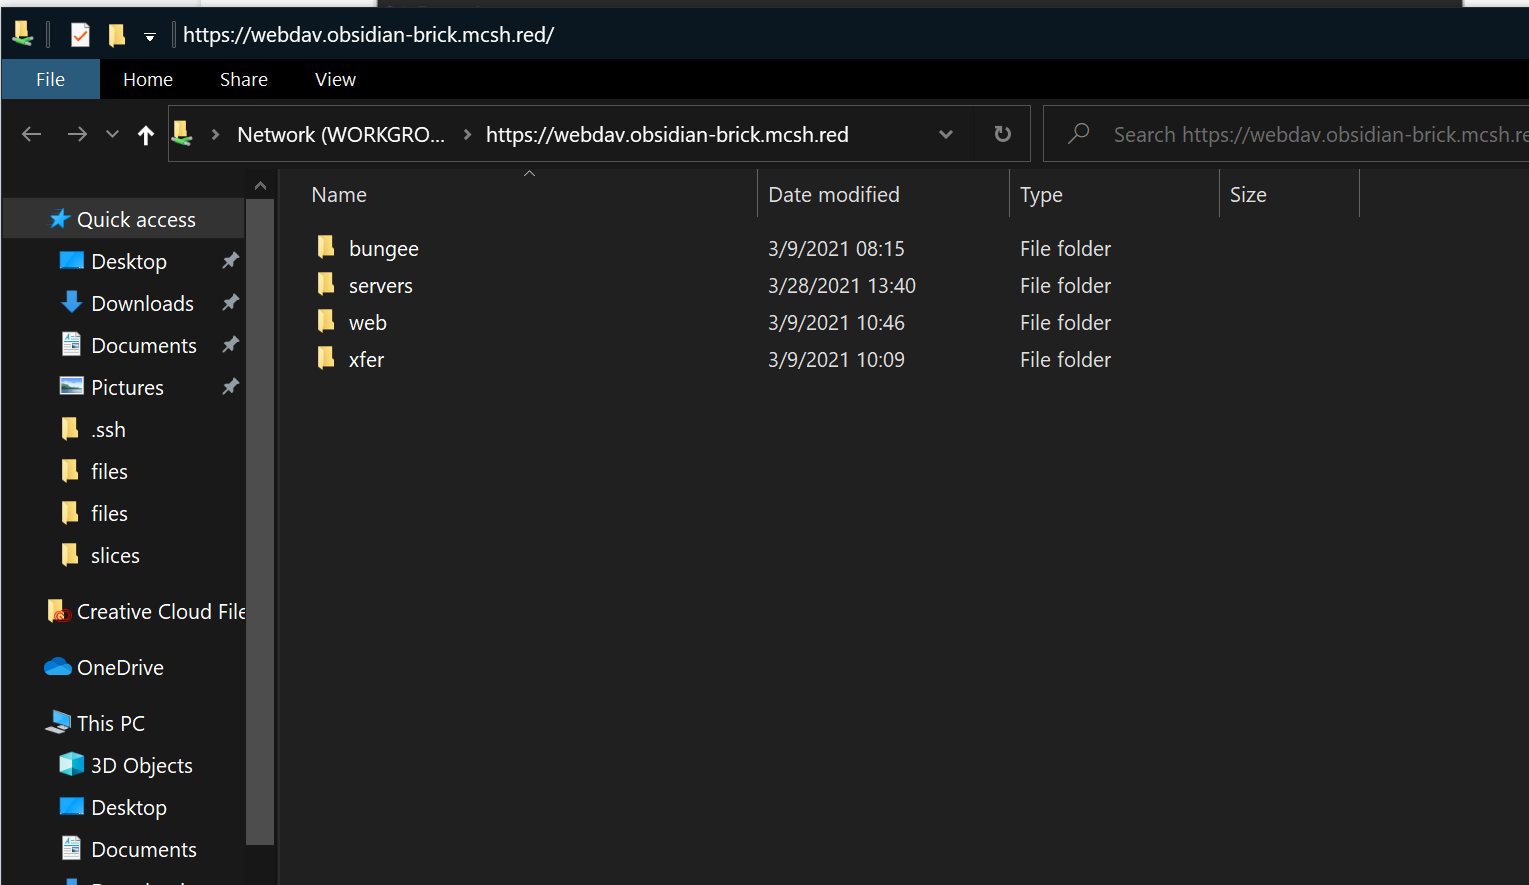 https://webdav.obsidian-brick.mcsh.red/
File Home Share View
Network (WORKGRO... https://webdav.obsidian-brick.mcsh.red Search https://webdav.obsidian-brick.mcsh.re
Name Date modified Type Size
Quick access
Desktop
Downloads
Documents
Pictures
.ssh
files
files
slices
Creative Cloud File
OneDrive
This PC
3D Objects
Desktop
Documents
bungee 3/9/2021 08:15 File folder
servers 3/28/2021 13:40 File folder
web 3/9/2021 10:46 File folder
xfer 3/9/2021 10:09 File folder